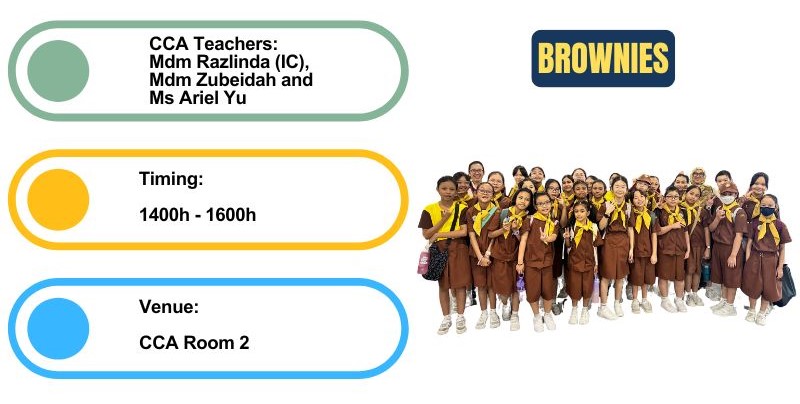 CCA Teachers:
Mdm Razlinda (IC),
Mdm Zubeidah and
Ms Ariel Yu
BROWNIES
Timing:
1400h - 1600h
Venue:
CCA Room 2